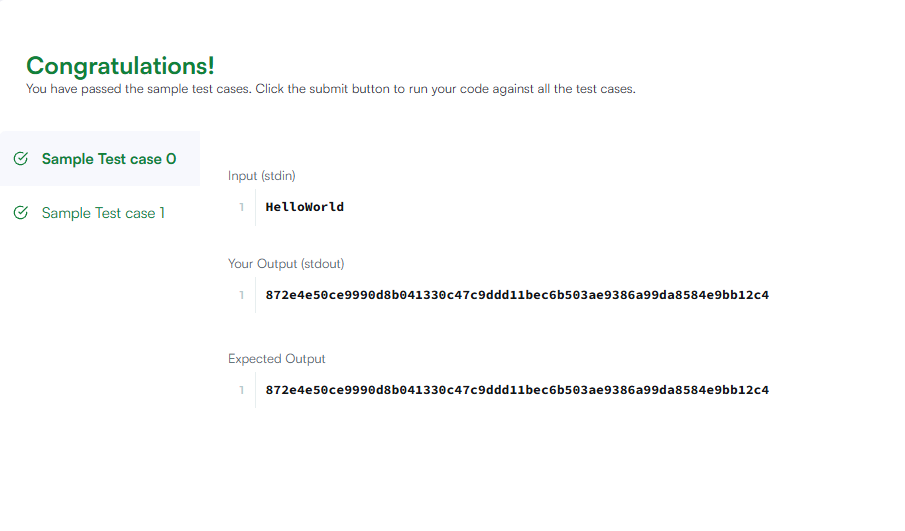 Congratulations!
You have passed the sample test cases. Click the submit button to run your code against all the test cases.
Sample Test case 0
Sample Test case 1
Input (stdin)
1 HelloWorld
Your Output (stdout)
1 872e4e50ce9990d8b041330c47c9ddd11bec6b503ae9386a99da8584e9bb12c4
Expected Output
1 872e4e50ce9990d8b041330c47c9ddd11bec6b503ae9386a99da8584e9bb12c4